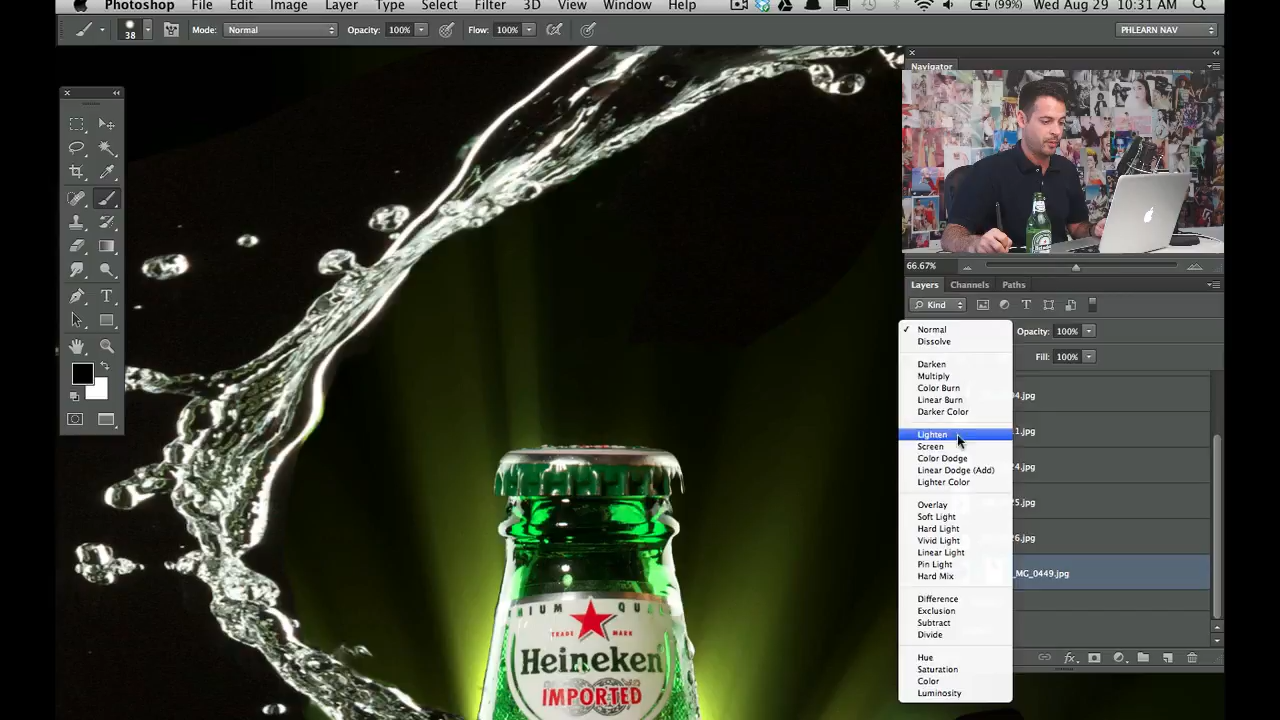 Photoshop File Edit Image Layer Type Select Filter 3D View Window Help (99%) Wed Aug 29 10:31 AM
38 Mode: Normal Opacity: 100% Flow: 100% PHLEARN NAV
Navigator
66.67%
Layers Channels Paths
Kind
Normal Opacity: 100%
Dissolve
Fill: 100%
Darken
Multiply
Color Burn
Linear Burn
Darker Color
Lighten
Screen
Color Dodge
Linear Dodge (Add)
Lighter Color
Overlay
Soft Light
Hard Light
Vivid Light
Linear Light
Pin Light
Hard Mix
Difference
Exclusion
Subtract
Divide
Hue
Saturation
Color
Luminosity
4.jpg
1.jpg
24.jpg
25.jpg
26.jpg
_MG_0449.jpg
fx
TRADE MARK
Heineken
IMPORTED